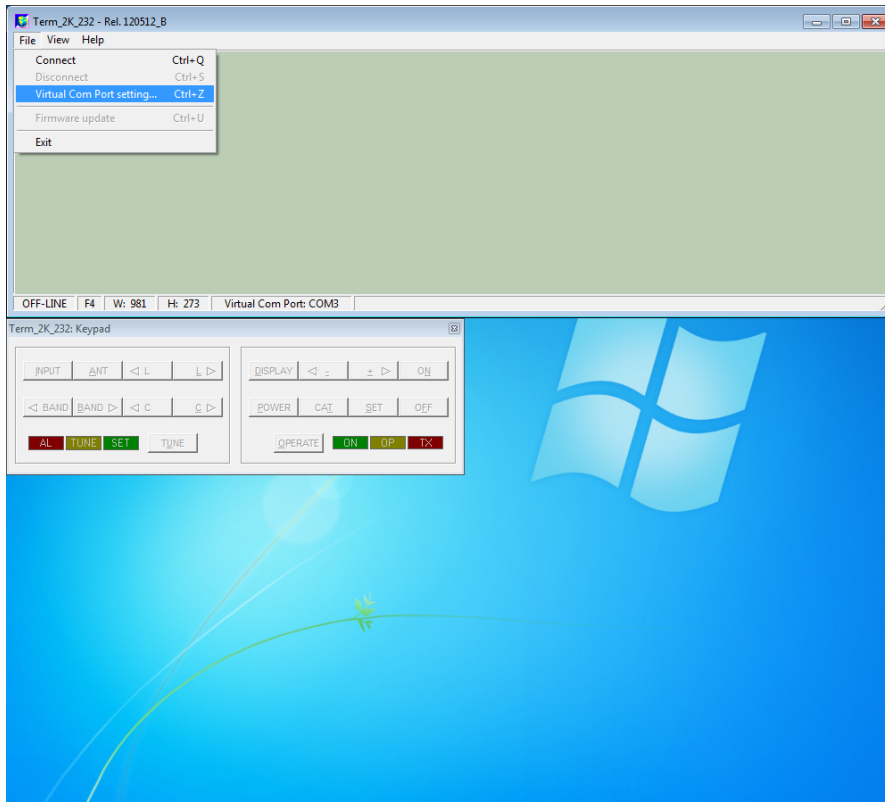 Term_2K_232 - Rel. 120512_B
File View Help
Connect Ctrl+Q
Disconnect Ctrl+S
Virtual Com Port setting... Ctrl+Z
Firmware update Ctrl+U
Exit
OFF-LINE F4 W: 981 H: 273 Virtual Com Port: COM3
Term_2K_232: Keypad
INPUT ANT ◁ L L ▷ DISPLAY ◁ - + ▷ ON
◁ BAND BAND ▷ ◁ C C ▷ POWER CAT SET OFF
AL TUNE SET TUNE OPERATE ON OP TX